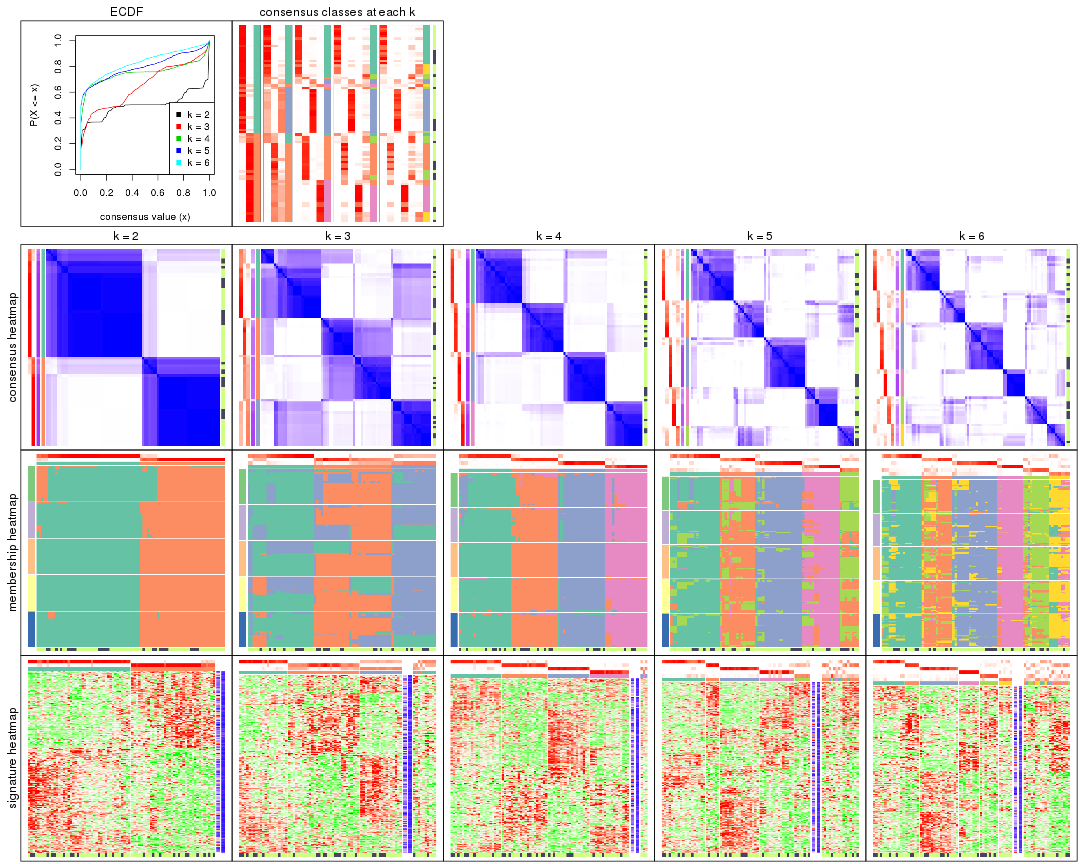 ECDF
consensus classes at each k
P(X <= x)
0.0 0.2 0.4 0.6 0.8 1.0
k = 2
k = 3
k = 4
k = 5
k = 6
0.0 0.2 0.4 0.6 0.8 1.0
consensus value (x)
k = 2 k = 3 k = 4 k = 5 k = 6
consensus heatmap
membership heatmap
signature heatmap